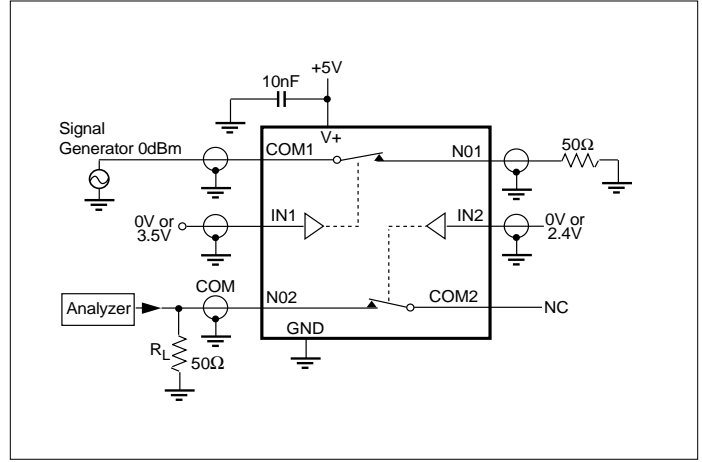 +5V
10nF
V+
Signal
Generator 0dBm
COM1
N01
50Ω
0V or
3.5V
IN1
IN2
0V or
2.4V
COM
N02
COM2
NC
Analyzer
GND
RL
50Ω